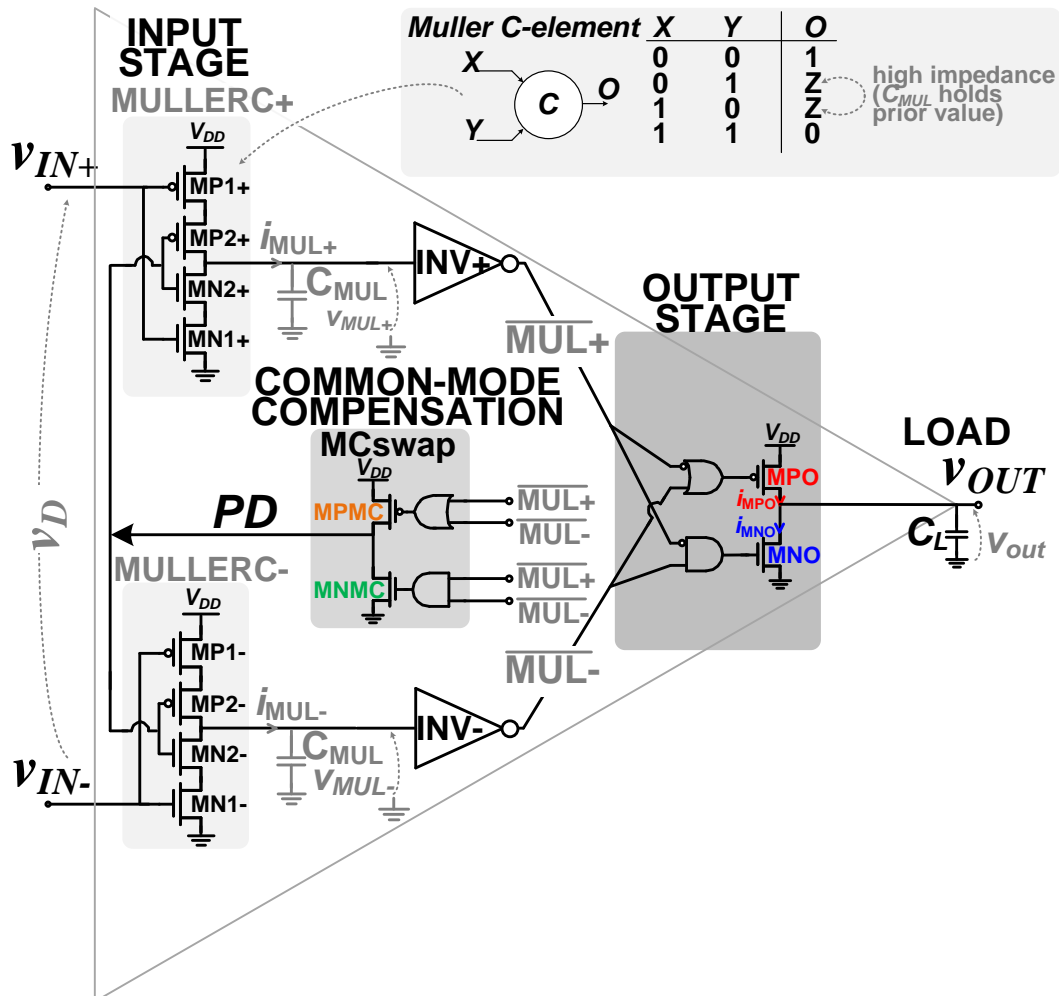 INPUT
STAGE
MULLERC+
Muller C-element X Y O
0 0 1
0 1 Z
1 0 Z
1 1 0
X
Y
C
O
high impedance
(CMUL holds
prior value)
VDD
vIN+
MP1+
MP2+
MN2+
MN1+
iMUL+
CMUL
vMUL+
INV+
MUL+
OUTPUT
STAGE
COMMON-MODE
COMPENSATION
MCswap
VDD
MPMC
MUL+
MUL-
MNMC
MUL+
MUL-
PD
vD
VDD
MPO
iMPO
iMNO
MNO
LOAD
vOUT
CL
vout
MULLERC-
VDD
MP1-
MP2-
MN2-
MN1-
vIN-
iMUL-
CMUL
vMUL-
INV-
MUL-